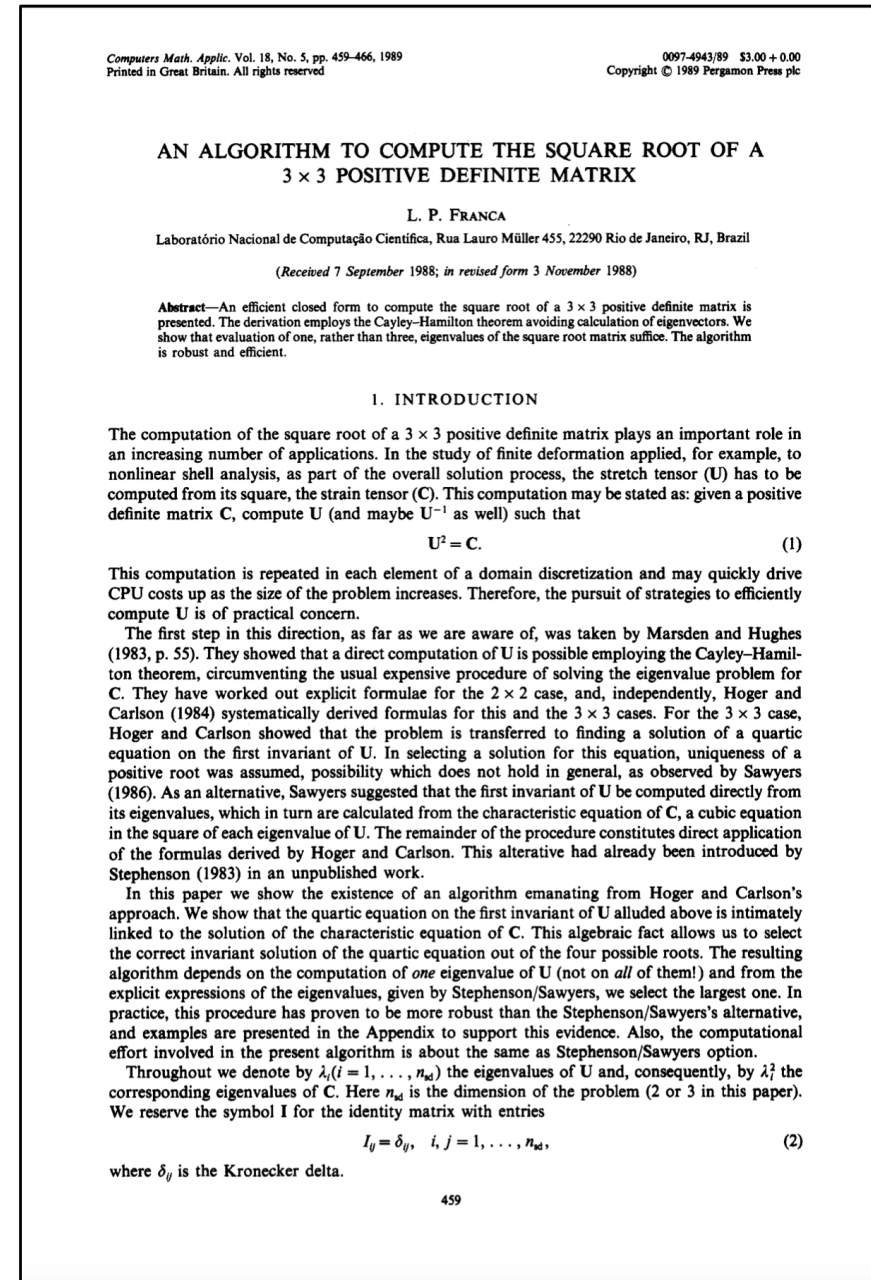 Computers Math. Applic. Vol. 18, No. 5, pp. 459–466, 1989
Printed in Great Britain. All rights reserved
0097-4943/89 $3.00 + 0.00
Copyright © 1989 Pergamon Press plc
AN ALGORITHM TO COMPUTE THE SQUARE ROOT OF A
3 × 3 POSITIVE DEFINITE MATRIX
L. P. FRANCA
Laboratório Nacional de Computação Científica, Rua Lauro Müller 455, 22290 Rio de Janeiro, RJ, Brazil
(Received 7 September 1988; in revised form 3 November 1988)
Abstract—An efficient closed form to compute the square root of a 3 × 3 positive definite matrix is
presented. The derivation employs the Cayley–Hamilton theorem avoiding calculation of eigenvectors. We
show that evaluation of one, rather than three, eigenvalues of the square root matrix suffice. The algorithm
is robust and efficient.
1. INTRODUCTION
The computation of the square root of a 3 × 3 positive definite matrix plays an important role in
an increasing number of applications. In the study of finite deformation applied, for example, to
nonlinear shell analysis, as part of the overall solution process, the stretch tensor (U) has to be
computed from its square, the strain tensor (C). This computation may be stated as: given a positive
definite matrix C, compute U (and maybe U⁻¹ as well) such that
U² = C. (1)
This computation is repeated in each element of a domain discretization and may quickly drive
CPU costs up as the size of the problem increases. Therefore, the pursuit of strategies to efficiently
compute U is of practical concern.
The first step in this direction, as far as we are aware of, was taken by Marsden and Hughes
(1983, p. 55). They showed that a direct computation of U is possible employing the Cayley–Hamil-
ton theorem, circumventing the usual expensive procedure of solving the eigenvalue problem for
C. They have worked out explicit formulae for the 2 × 2 case, and, independently, Hoger and
Carlson (1984) systematically derived formulas for this and the 3 × 3 cases. For the 3 × 3 case,
Hoger and Carlson showed that the problem is transferred to finding a solution of a quartic
equation on the first invariant of U. In selecting a solution for this equation, uniqueness of a
positive root was assumed, possibility which does not hold in general, as observed by Sawyers
(1986). As an alternative, Sawyers suggested that the first invariant of U be computed directly from
its eigenvalues, which in turn are calculated from the characteristic equation of C, a cubic equation
in the square of each eigenvalue of U. The remainder of the procedure constitutes direct application
of the formulas derived by Hoger and Carlson. This alterative had already been introduced by
Stephenson (1983) in an unpublished work.
In this paper we show the existence of an algorithm emanating from Hoger and Carlson's
approach. We show that the quartic equation on the first invariant of U alluded above is intimately
linked to the solution of the characteristic equation of C. This algebraic fact allows us to select
the correct invariant solution of the quartic equation out of the four possible roots. The resulting
algorithm depends on the computation of one eigenvalue of U (not on all of them!) and from the
explicit expressions of the eigenvalues, given by Stephenson/Sawyers, we select the largest one. In
practice, this procedure has proven to be more robust than the Stephenson/Sawyers's alternative,
and examples are presented in the Appendix to support this evidence. Also, the computational
effort involved in the present algorithm is about the same as Stephenson/Sawyers option.
Throughout we denote by λᵢ(i = 1, . . . , n_sd) the eigenvalues of U and, consequently, by λᵢ² the
corresponding eigenvalues of C. Here n_sd is the dimension of the problem (2 or 3 in this paper).
We reserve the symbol I for the identity matrix with entries
I_ij = δ_ij, i, j = 1, . . . , n_sd, (2)
where δ_ij is the Kronecker delta.
459